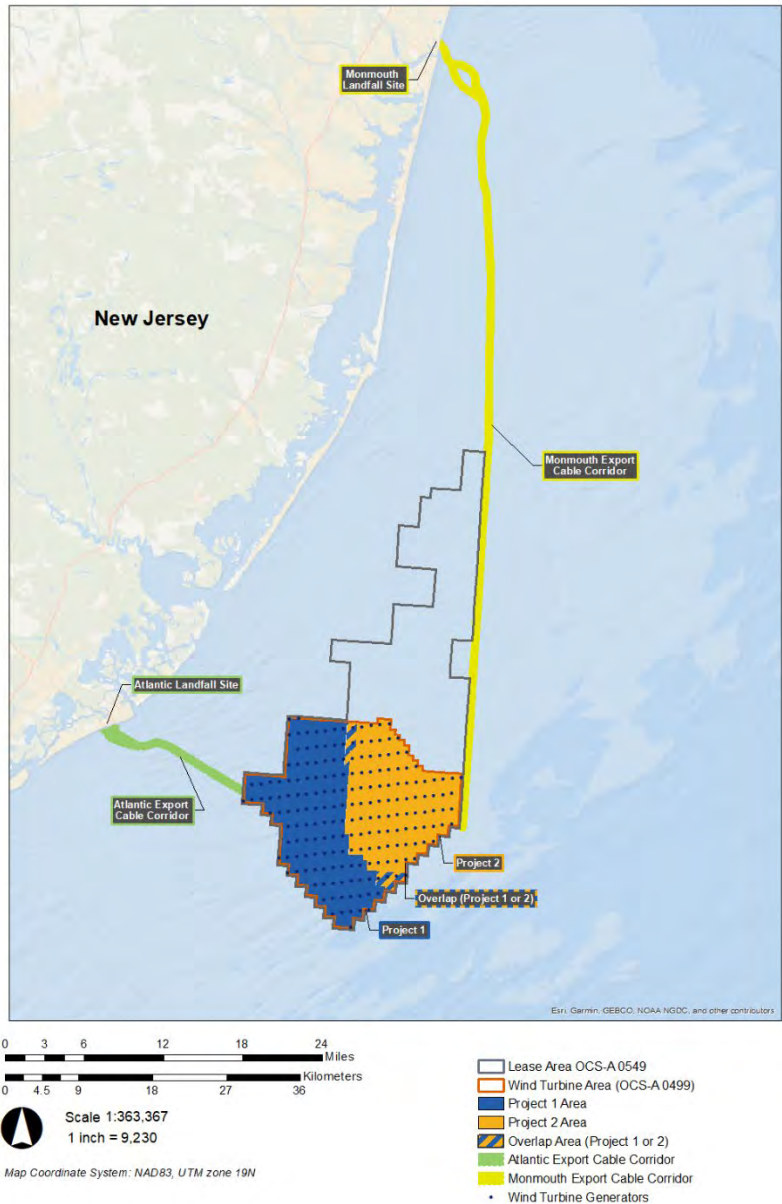 Monmouth
Landfall Site
New Jersey
Monmouth Export
Cable Corridor
Atlantic Landfall Site
Atlantic Export
Cable Corridor
Project 2
Overlap (Project 1 or 2)
Project 1
Esri, Garmin, GEBCO, NOAA NGDC, and other contributors
0 3 6 12 18 24
Miles
Kilometers
0 4.5 9 18 27 36
Scale 1:363,367
1 inch = 9,230
Map Coordinate System: NAD83, UTM zone 19N
Lease Area OCS-A 0549
Wind Turbine Area (OCS-A 0499)
Project 1 Area
Project 2 Area
Overlap Area (Project 1 or 2)
Atlantic Export Cable Corridor
Monmouth Export Cable Corridor
Wind Turbine Generators